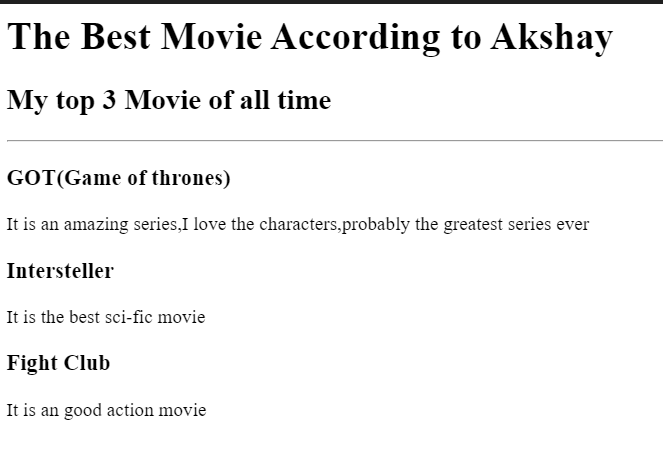 The Best Movie According to Akshay
My top 3 Movie of all time
GOT(Game of thrones)
It is an amazing series,I love the characters,probably the greatest series ever
Intersteller
It is the best sci-fic movie
Fight Club
It is an good action movie